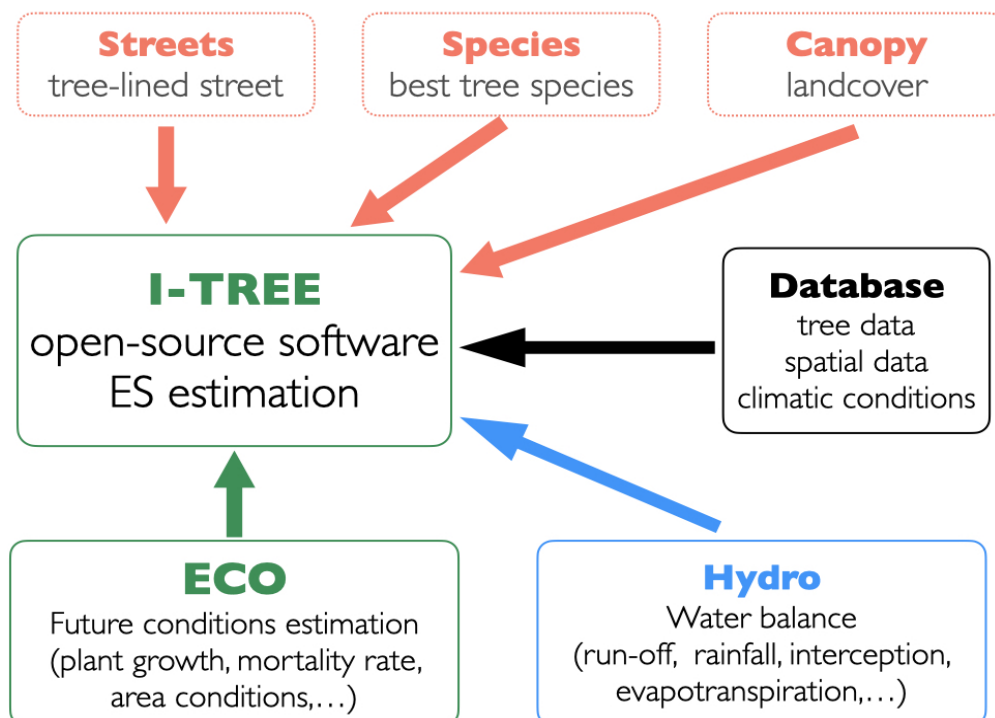 Streets
tree-lined street
Species
best tree species
Canopy
landcover
I-TREE
open-source software
ES estimation
Database
tree data
spatial data
climatic conditions
ECO
Future conditions estimation
(plant growth, mortality rate,
area conditions,…)
Hydro
Water balance
(run-off, rainfall, interception,
evapotranspiration,…)